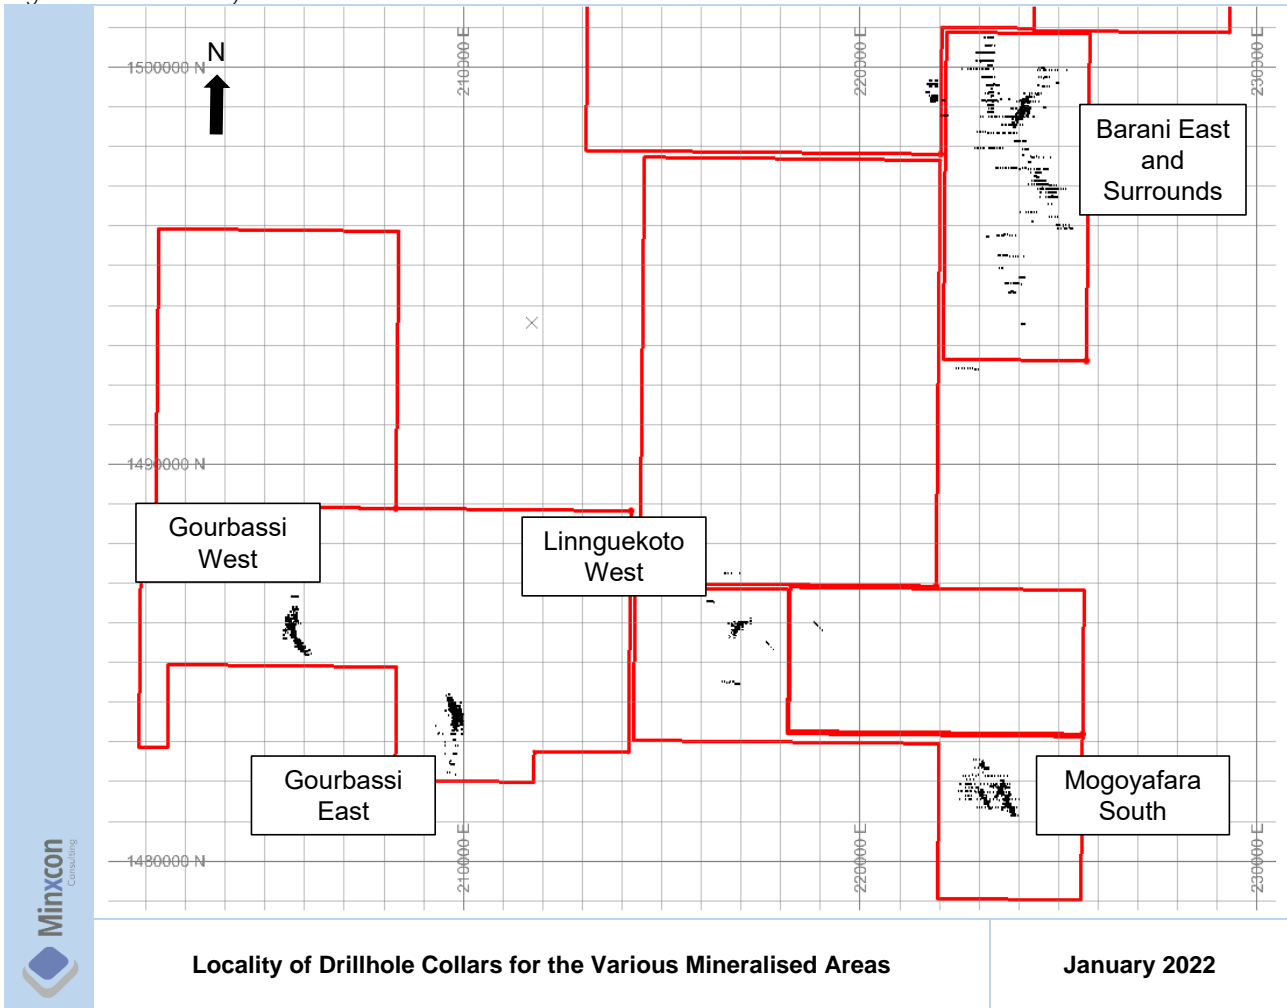 N
1500000 N
210000 E
220000 E
230000 E
Barani East
and
Surrounds
1490000 N
Gourbassi
West
Linnguekoto
West
Gourbassi
East
Mogoyafara
South
1480000 N
210000 E
220000 E
230000 E
Minxcon
Consulting
Locality of Drillhole Collars for the Various Mineralised Areas
January 2022